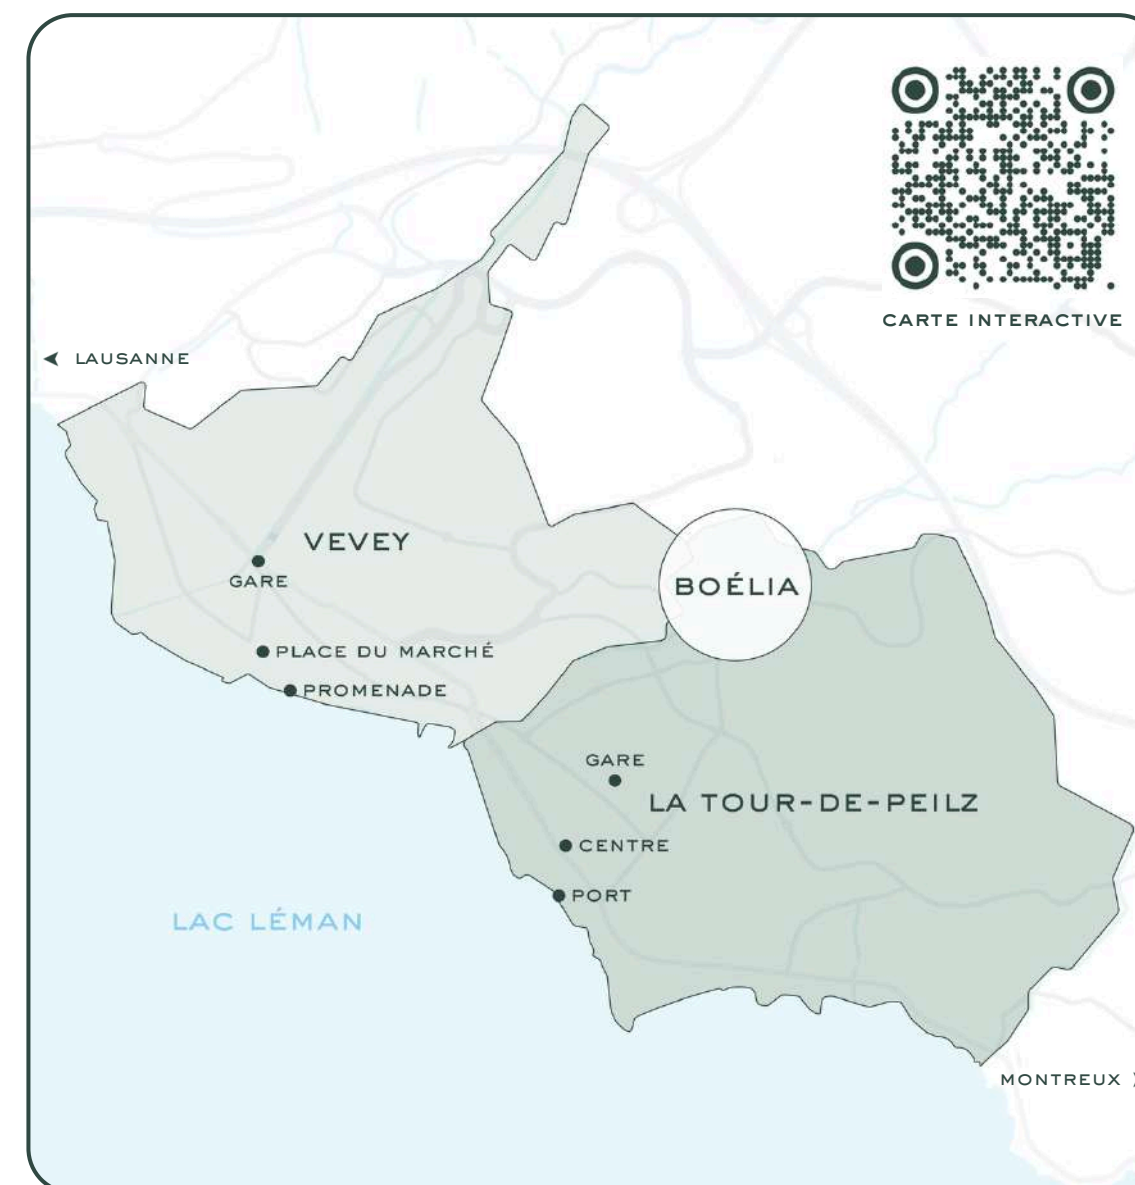 CARTE INTERACTIVE
LAUSANNE
VEVEY
GARE
BOÉLIA
PLACE DU MARCHÉ
PROMENADE
GARE
LA TOUR-DE-PEILZ
CENTRE
PORT
LAC LÉMAN
MONTREUX